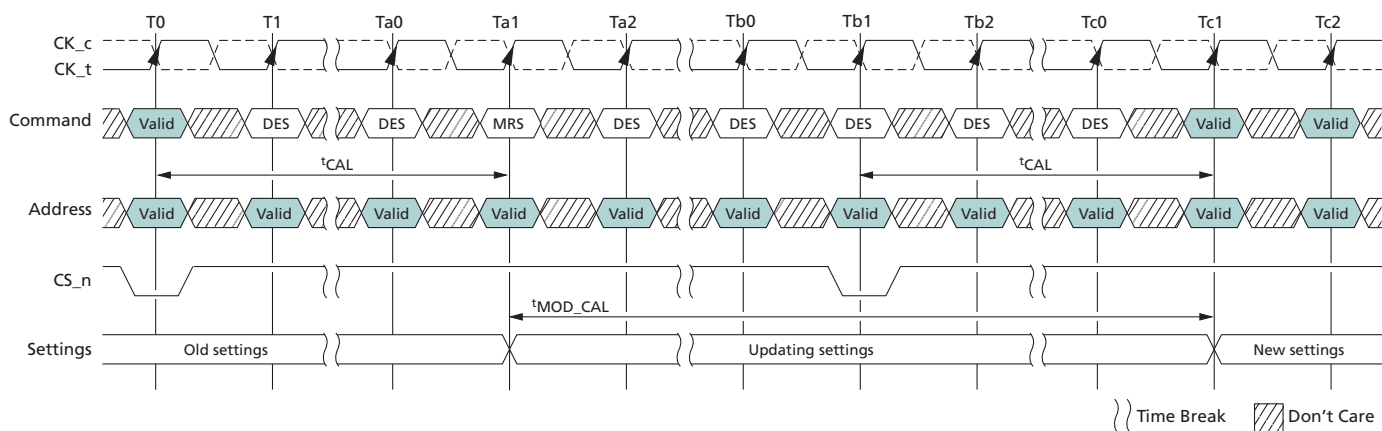 T0 T1 Ta0 Ta1 Ta2 Tb0 Tb1 Tb2 Tc0 Tc1 Tc2
CK_c
CK_t
Command Valid DES DES MRS DES DES DES DES DES Valid Valid
tCAL tCAL
Address Valid Valid Valid Valid Valid Valid Valid Valid Valid Valid Valid
CS_n
tMOD_CAL
Settings Old settings Updating settings New settings
Time Break Don't Care